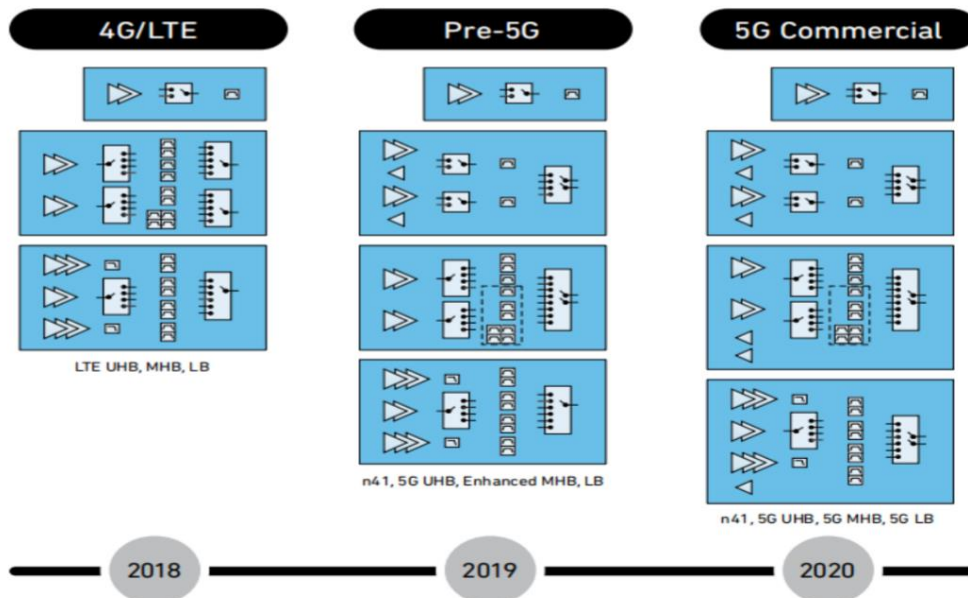 4G/LTE
Pre-5G
5G Commercial
LTE UHB, MHB, LB
n41, 5G UHB, Enhanced MHB, LB
n41, 5G UHB, 5G MHB, 5G LB
2018
2019
2020